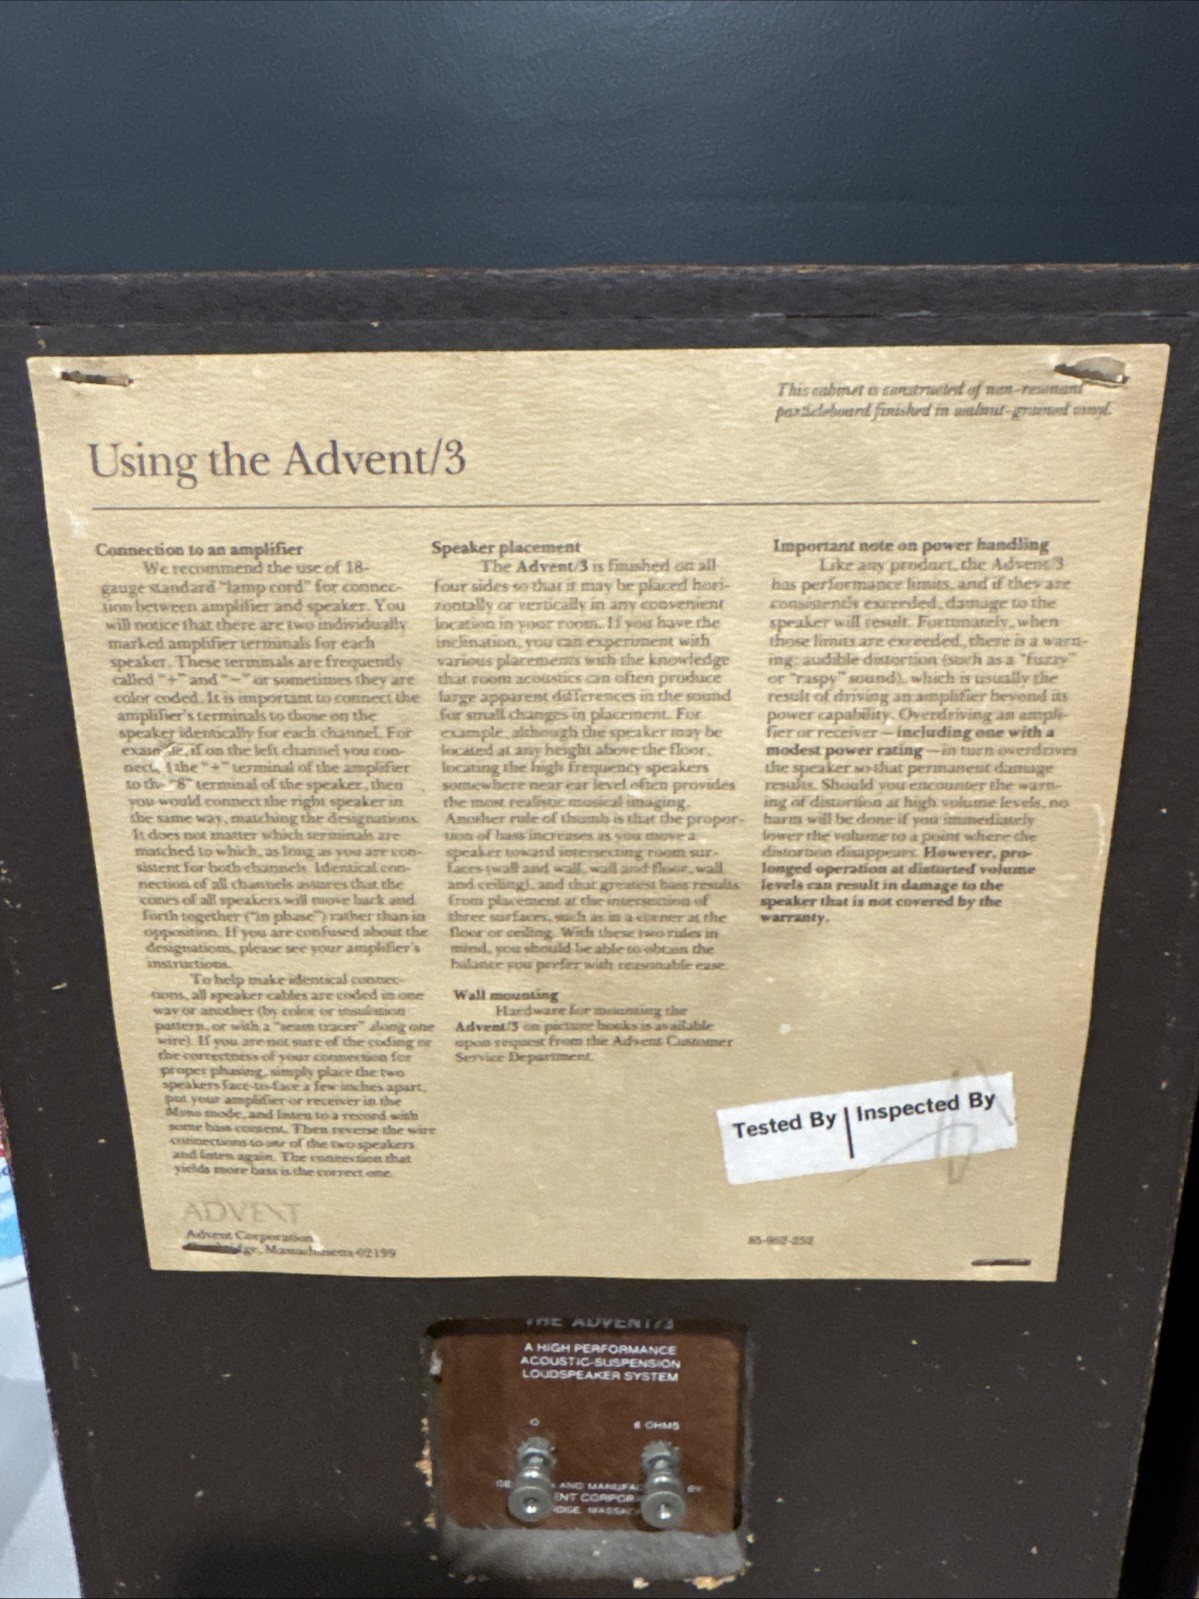 This cabinet is constructed of non-resonant
particleboard finished in walnut-grained vinyl.
Using the Advent/3
Connection to an amplifier
We recommend the use of 18-
gauge standard "lamp cord" for connec-
tion between amplifier and speaker. You
will notice that there are two individually
marked amplifier terminals for each
speaker. These terminals are frequently
called "+" and "−" or sometimes they are
color coded. It is important to connect the
amplifier's terminals to those on the
speaker identically for each channel. For
if on the left channel you con-
the "+" terminal of the amplifier
to the "8" terminal of the speaker, then
you would connect the right speaker in
the same way, matching the designations.
It does not matter which terminals are
matched to which, as long as you are con-
sistent for both channels. Identical con-
nection of all channels assures that the
cones of all speakers will move back and
forth together ("in phase") rather than in
opposition. If you are confused about the
designations, please see your amplifier's
instructions.
To help make identical connec-
tions, all speaker cables are coded in one
way or another (by color or insulation
pattern, or with a "seam tracer" along one
wire). If you are not sure of the coding or
the correctness of your connection for
proper phasing, simply place the two
speakers face-to-face a few inches apart,
put your amplifier or receiver in the
Mono mode, and listen to a record with
some bass content. Then reverse the wire
connections to one of the two speakers
and listen again. The connection that
yields more bass is the correct one.
Speaker placement
The Advent/3 is finished on all
four sides so that it may be placed hori-
zontally or vertically in any convenient
location in your room. If you have the
inclination, you can experiment with
various placements with the knowledge
that room acoustics can often produce
large apparent differences in the sound
for small changes in placement. For
example, although the speaker may be
located at any height above the floor,
locating the high frequency speakers
somewhere near ear level often provides
the most realistic musical imaging.
Another rule of thumb is that the propor-
tion of bass increases as you move a
speaker toward intersecting room sur-
faces (wall and wall, wall and floor, wall
and ceiling), and that greatest bass results
from placement at the intersection of
three surfaces, such as in a corner at the
floor or ceiling. With these two rules in
mind, you should be able to obtain the
balance you prefer with reasonable ease.
Wall mounting
Hardware for mounting the
Advent/3 on picture hooks is available
upon request from the Advent Customer
Service Department.
Important note on power handling
Like any product, the Advent/3
has performance limits, and if they are
consistently exceeded, damage to the
speaker will result. Fortunately, when
those limits are exceeded, there is a warn-
ing: audible distortion (such as a "fuzzy"
or "raspy" sound), which is usually the
result of driving an amplifier beyond its
power capability. Overdriving an ampli-
fier or receiver—including one with a
modest power rating—in turn overdrives
the speaker so that permanent damage
results. Should you encounter the warn-
ing of distortion at high volume levels, no
harm will be done if you immediately
lower the volume to a point where the
distortion disappears. However, pro-
longed operation at distorted volume
levels can result in damage to the
speaker that is not covered by the
warranty.
Tested By | Inspected By
ADVENT
Advent Corporation
Massachusetts 02139
85-962-252
THE ADVENT/3
A HIGH PERFORMANCE
ACOUSTIC-SUSPENSION
LOUDSPEAKER SYSTEM
0 8 OHMS
AND MANUFAC BY
ENT CORPOR